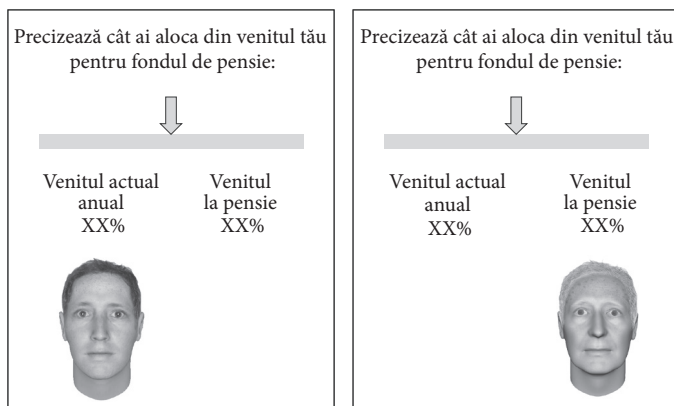 Precizează cât ai aloca din venitul tău
pentru fondul de pensie:
Venitul actual
anual
XX%
Venitul
la pensie
XX%
Precizează cât ai aloca din venitul tău
pentru fondul de pensie:
Venitul actual
anual
XX%
Venitul
la pensie
XX%